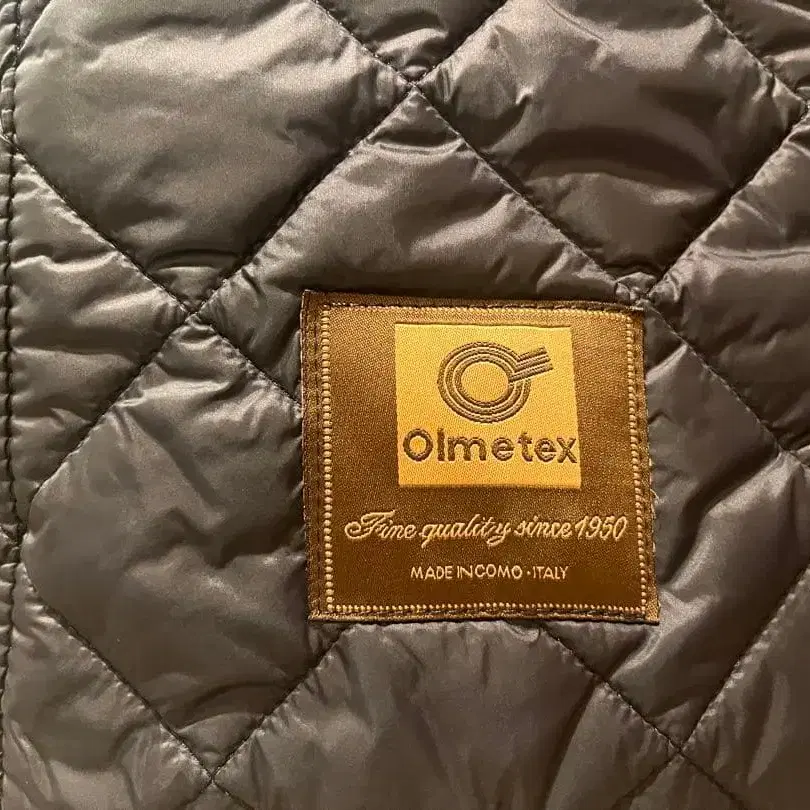 Olmetex
Fine quality since 1950
MADE IN COMO · ITALY